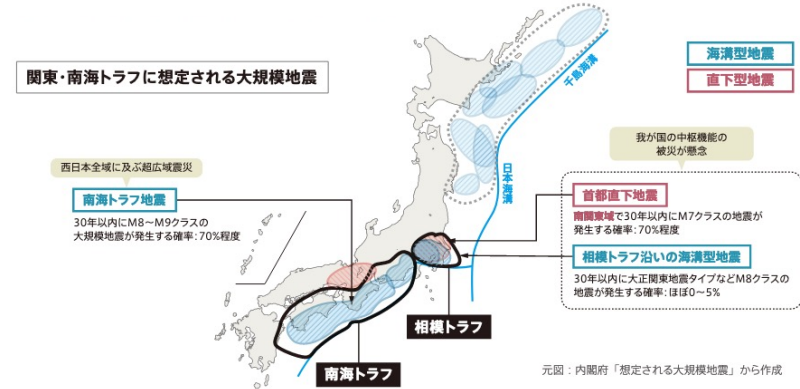 関東・南海トラフに想定される大規模地震
海溝型地震
直下型地震
千島海溝
日本海溝
西日本全域に及ぶ超広域震災
南海トラフ地震
30年以内にM8〜M9クラスの
大規模地震が発生する確率：70%程度
我が国の中枢機能の
被災が懸念
首都直下地震
南関東域で30年以内にM7クラスの地震が
発生する確率：70%程度
相模トラフ沿いの海溝型地震
30年以内に大正関東地震タイプなどM8クラスの
地震が発生する確率：ほぼ0〜5%
相模トラフ
南海トラフ
元図：内閣府「想定される大規模地震」から作成